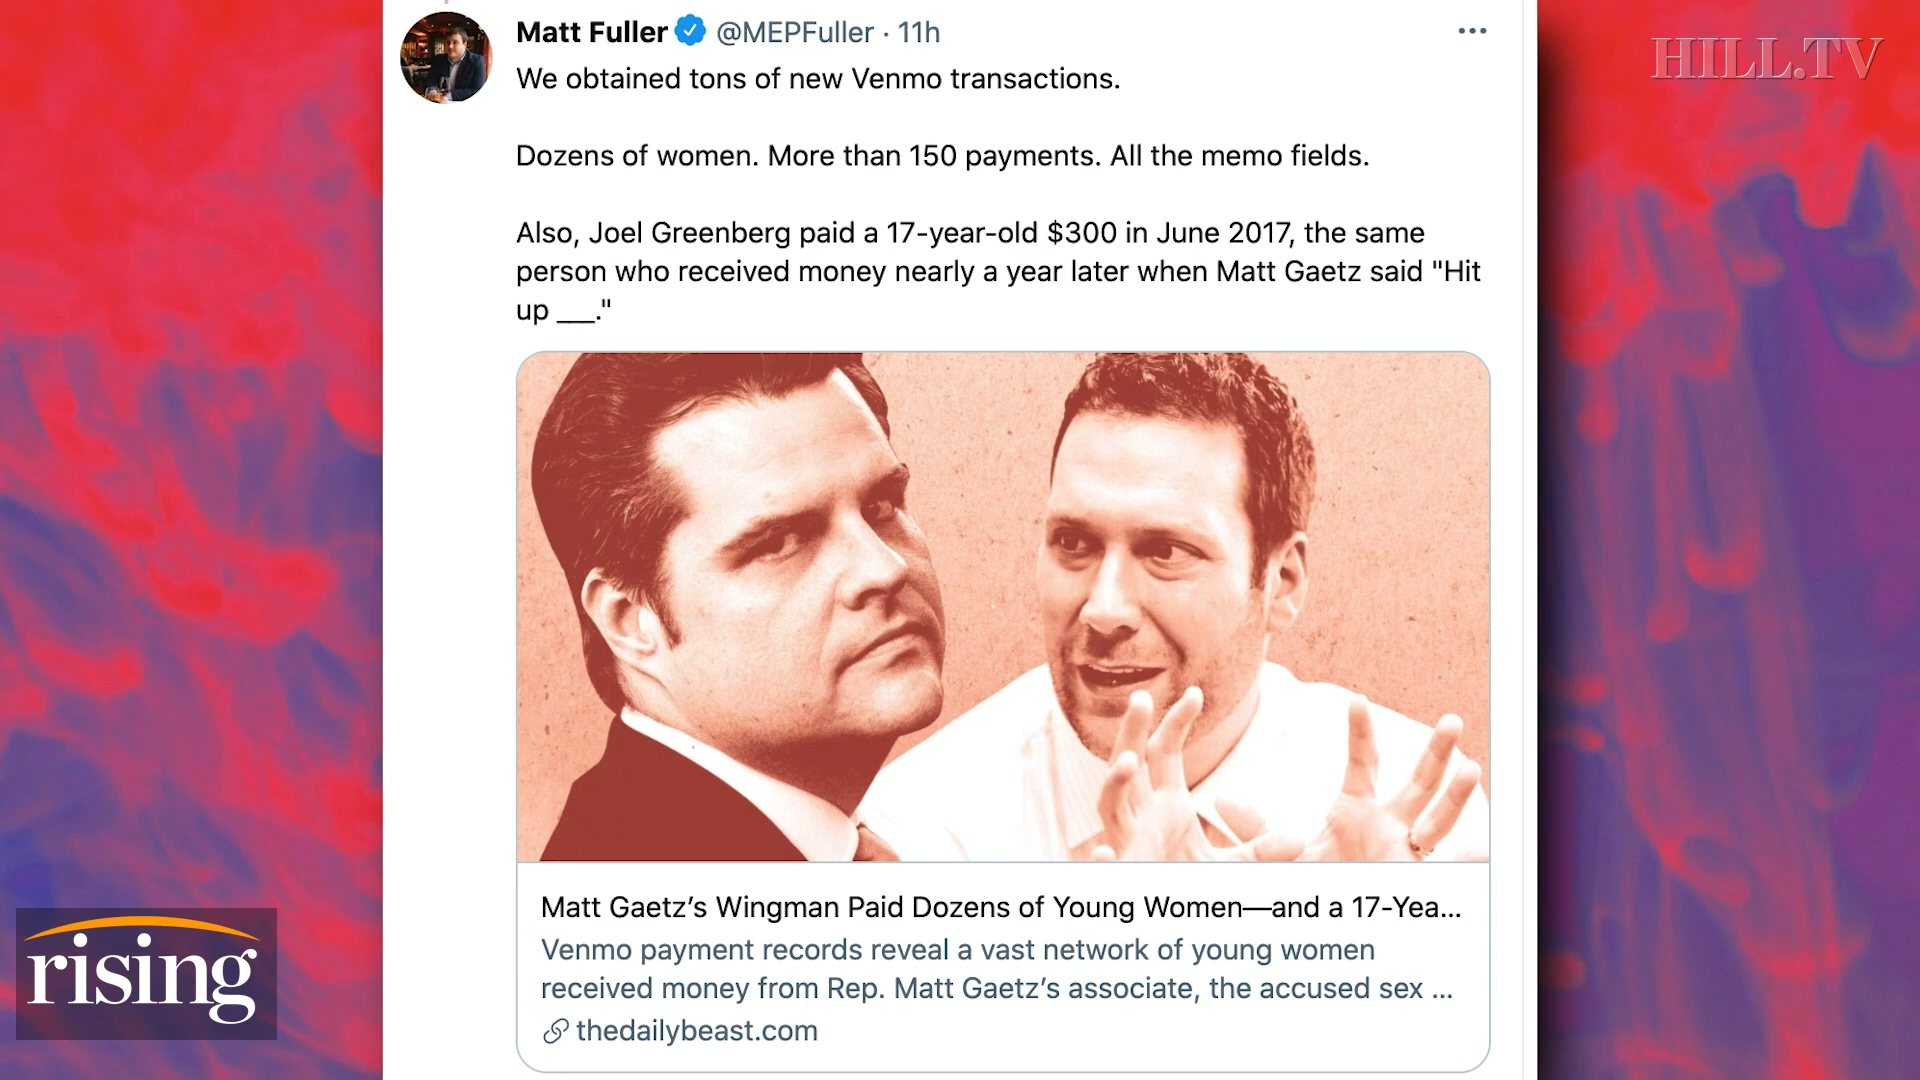 Matt Fuller @MEPFuller · 11h
HILL.TV
We obtained tons of new Venmo transactions.
Dozens of women. More than 150 payments. All the memo fields.
Also, Joel Greenberg paid a 17-year-old $300 in June 2017, the same
person who received money nearly a year later when Matt Gaetz said "Hit
up ___."
Matt Gaetz’s Wingman Paid Dozens of Young Women—and a 17-Yea...
Venmo payment records reveal a vast network of young women
received money from Rep. Matt Gaetz’s associate, the accused sex ...
thedailybeast.com
rising